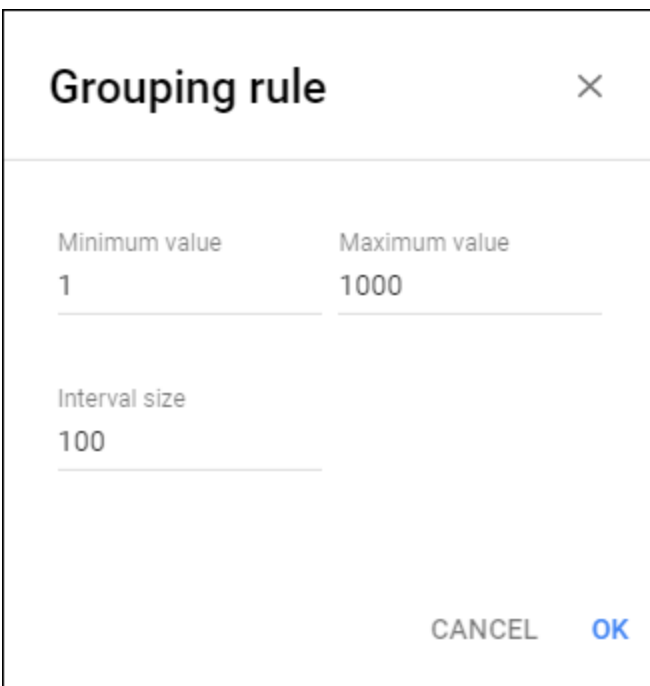 Grouping rule
Minimum value Maximum value
1 1000
Interval size
100
CANCEL OK